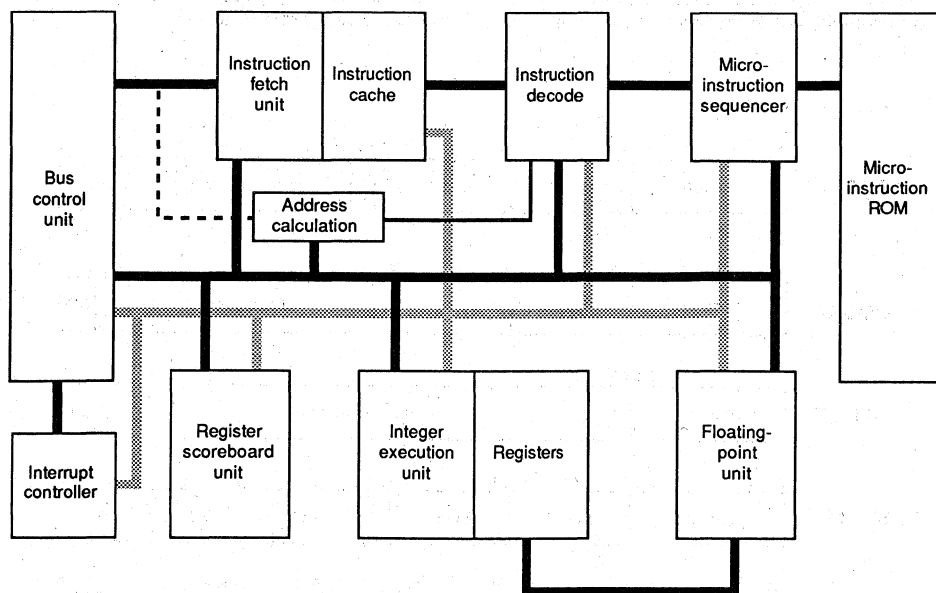 Bus
control
unit
Instruction
fetch
unit
Instruction
cache
Instruction
decode
Micro-
instruction
sequencer
Micro-
instruction
ROM
Address
calculation
Interrupt
controller
Register
scoreboard
unit
Integer
execution
unit
Registers
Floating-
point
unit